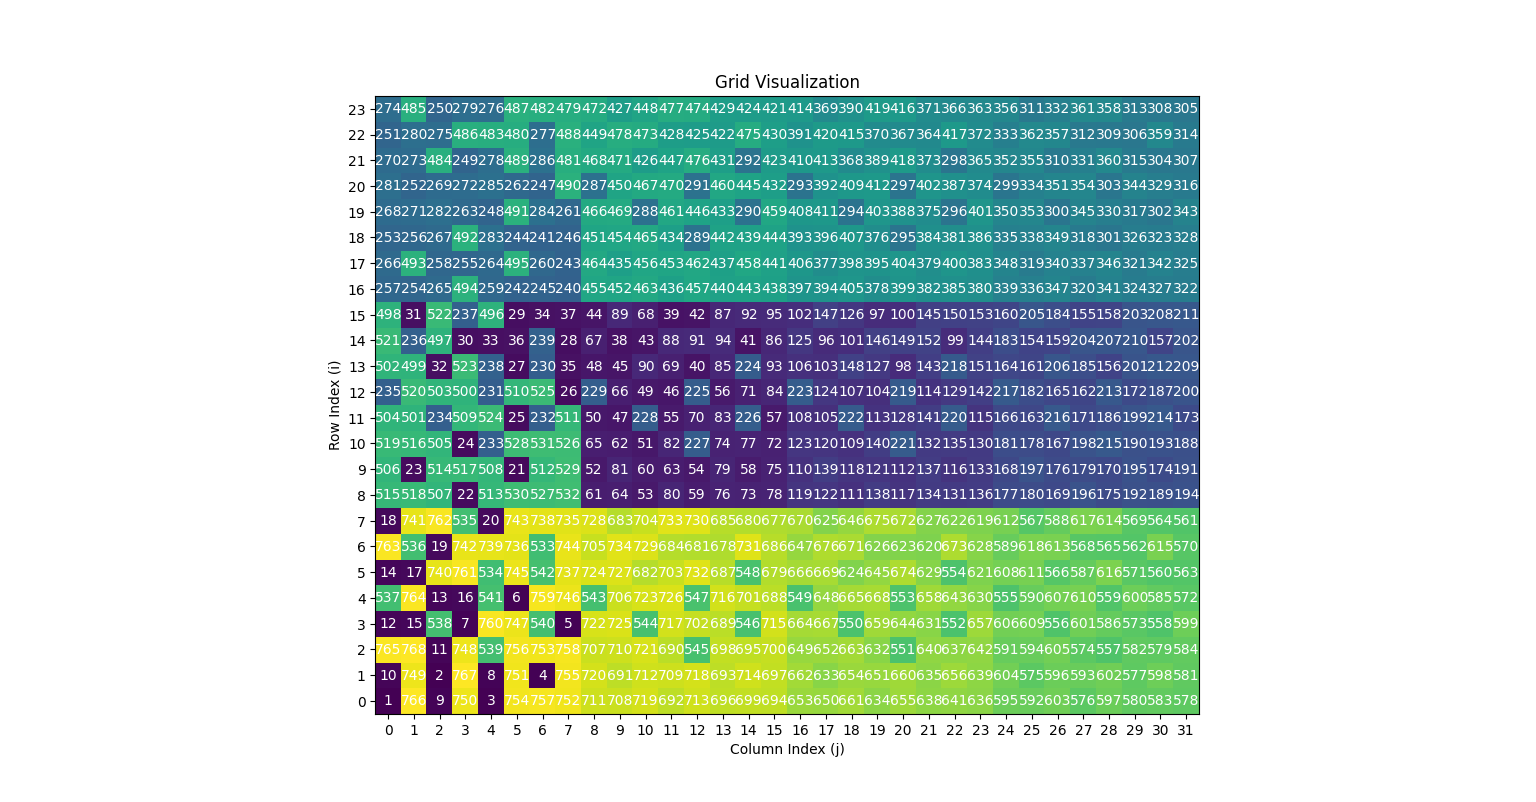 Grid Visualization
23 274 485 250 279 276 487 482 479 472 427 448 477 474 429 424 421 414 369 390 419 416 371 366 363 356 311 332 361 358 313 308 305
22 251 280 275 486 483 480 277 488 449 478 473 428 425 422 475 430 391 420 415 370 367 364 417 372 333 362 357 312 309 306 359 314
21 270 273 484 249 278 489 286 481 468 471 426 447 476 431 292 423 410 413 368 389 418 373 298 365 352 355 310 331 360 315 304 307
20 281 252 269 272 285 262 247 490 287 450 467 470 291 460 445 432 293 392 409 412 297 402 387 374 299 334 351 354 303 344 329 316
19 268 271 282 263 248 491 284 261 466 469 288 461 446 433 290 459 408 411 294 403 388 375 296 401 350 353 300 345 330 317 302 343
18 253 256 267 492 283 244 241 246 451 454 465 434 289 442 439 444 393 396 407 376 295 384 381 386 335 338 349 318 301 326 323 328
17 266 493 258 255 264 495 260 243 464 435 456 453 462 437 458 441 406 377 398 395 404 379 400 383 348 319 340 337 346 321 342 325
16 257 254 265 494 259 242 245 240 455 452 463 436 457 440 443 438 397 394 405 378 399 382 385 380 339 336 347 320 341 324 327 322
15 498 31 522 237 496 29 34 37 44 89 68 39 42 87 92 95 102 147 126 97 100 145 150 153 160 205 184 155 158 203 208 211
14 521 236 497 30 33 36 239 28 67 38 43 88 91 94 41 86 125 96 101 146 149 152 99 144 183 154 159 204 207 210 157 202
13 502 499 32 523 238 27 230 35 48 45 90 69 40 85 224 93 106 103 148 127 98 143 218 151 164 161 206 185 156 201 212 209
12 235 520 503 500 231 510 525 26 229 66 49 46 225 56 71 84 223 124 107 104 219 114 129 142 217 182 165 162 213 172 187 200
11 504 501 234 509 524 25 232 511 50 47 228 55 70 83 226 57 108 105 222 113 128 141 220 115 166 163 216 171 186 199 214 173
10 519 516 505 24 233 528 531 526 65 62 51 82 227 74 77 72 123 120 109 140 221 132 135 130 181 178 167 198 215 190 193 188
9 506 23 514 517 508 21 512 529 52 81 60 63 54 79 58 75 110 139 118 121 112 137 116 133 168 197 176 179 170 195 174 191
8 515 518 507 22 513 530 527 532 61 64 53 80 59 76 73 78 119 122 111 138 117 134 131 136 177 180 169 196 175 192 189 194
7 18 741 762 535 20 743 738 735 728 683 704 733 730 685 680 677 670 625 646 675 672 627 622 619 612 567 588 617 614 569 564 561
6 763 536 19 742 739 736 533 744 705 734 729 684 681 678 731 686 647 676 671 626 623 620 673 628 589 618 613 568 565 562 615 570
5 14 17 740 761 534 745 542 737 724 727 682 703 732 687 548 679 666 669 624 645 674 629 554 621 608 611 566 587 616 571 560 563
4 537 764 13 16 541 6 759 746 543 706 723 726 547 716 701 688 549 648 665 668 553 658 643 630 555 590 607 610 559 600 585 572
3 12 15 538 7 760 747 540 5 722 725 544 717 702 689 546 715 664 667 550 659 644 631 552 657 606 609 556 601 586 573 558 599
2 765 768 11 748 539 756 753 758 707 710 721 690 545 698 695 700 649 652 663 632 551 640 637 642 591 594 605 574 557 582 579 584
1 10 749 2 767 8 751 4 755 720 691 712 709 718 693 714 697 662 633 654 651 660 635 656 639 604 575 596 593 602 577 598 581
0 1 766 9 750 3 754 757 752 711 708 719 692 713 696 699 694 653 650 661 634 655 638 641 636 595 592 603 576 597 580 583 578
0 1 2 3 4 5 6 7 8 9 10 11 12 13 14 15 16 17 18 19 20 21 22 23 24 25 26 27 28 29 30 31
Column Index (j)
Row Index (i)